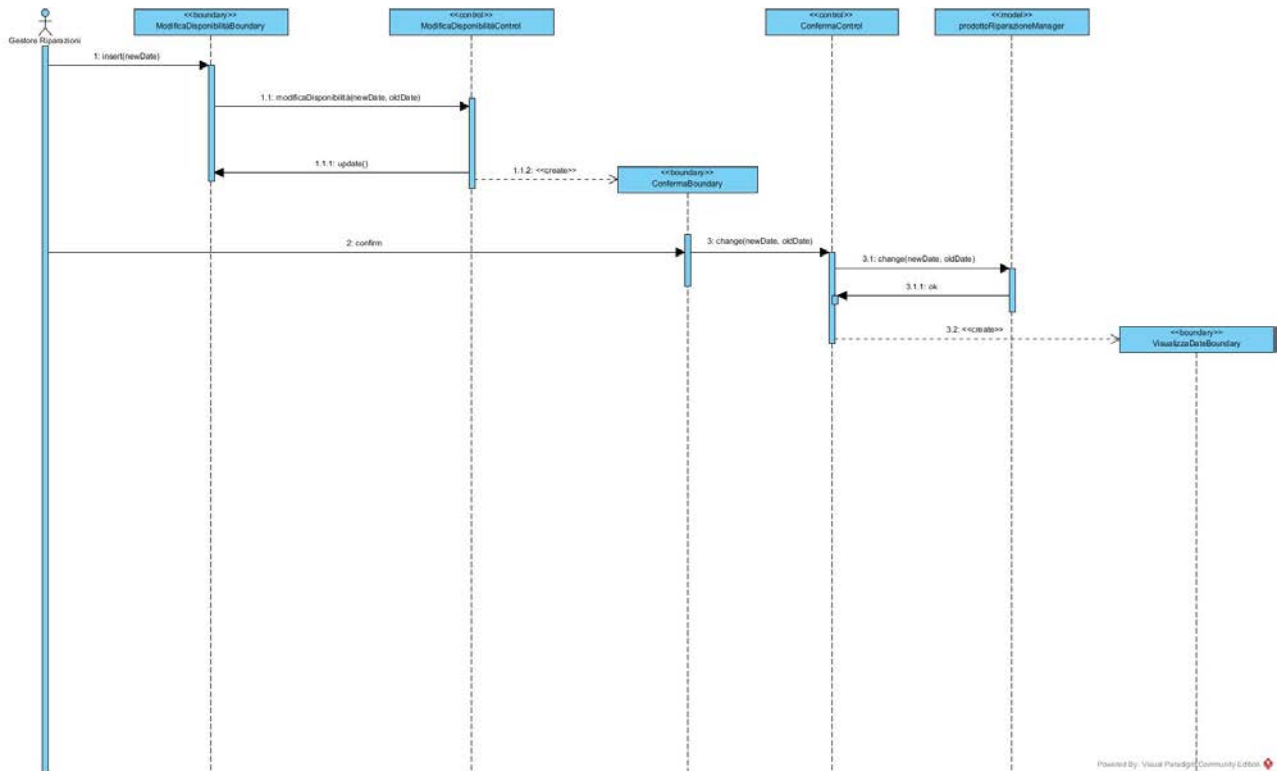 Gestore Riparazioni
<<boundary>>
ModificaDisponibilitàBoundary
<<control>>
ModificaDisponibilitàControl
<<control>>
ConfermaControl
<<model>>
prodottoRiparazioneManager
1: insert(newDate)
1.1: modificaDisponibilità(newDate, oldDate)
1.1.1: update()
1.1.2: <<create>>
<<boundary>>
ConfermaBoundary
2: confirm
3: change(newDate, oldDate)
3.1: change(newDate, oldDate)
3.1.1: ok
3.2: <<create>>
<<boundary>>
VisualizzaDateBoundary
Powered By: Visual Paradigm Community Edition